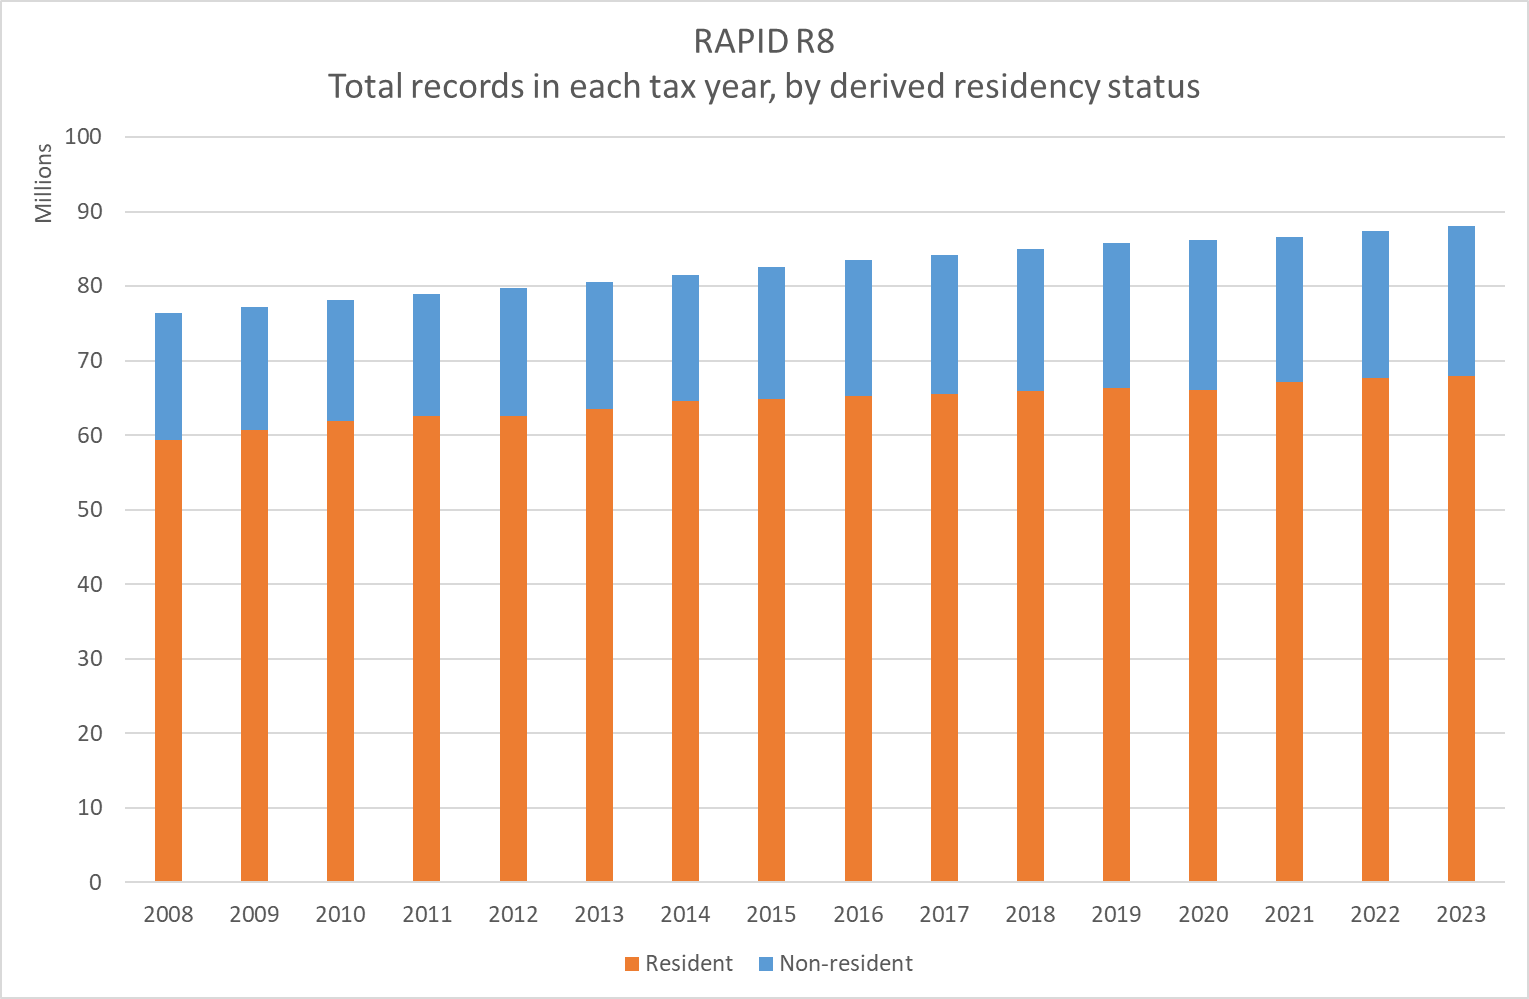 RAPID R8
Total records in each tax year, by derived residency status
Millions
100
90
80
70
60
50
40
30
20
10
0
2008 2009 2010 2011 2012 2013 2014 2015 2016 2017 2018 2019 2020 2021 2022 2023
Resident Non-resident